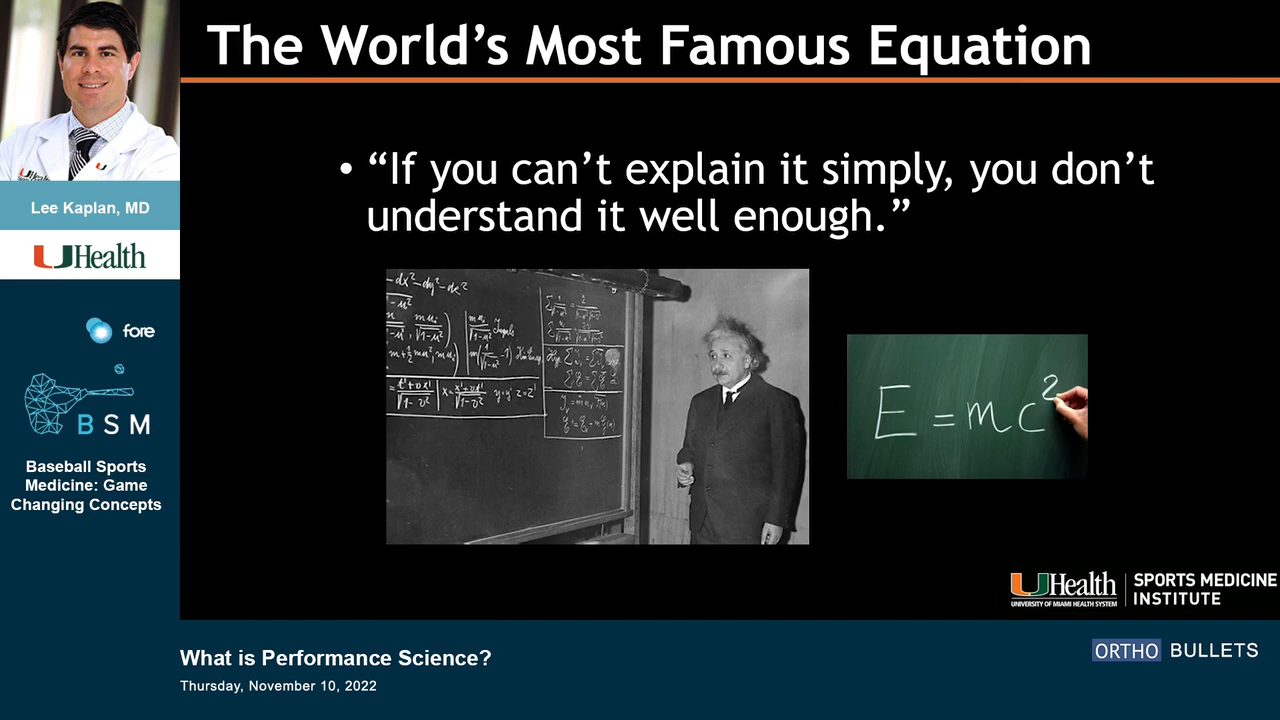 The World’s Most Famous Equation
• “If you can’t explain it simply, you don’t
understand it well enough.”
E = mc²
UHealth
UNIVERSITY OF MIAMI HEALTH SYSTEM
SPORTS MEDICINE
INSTITUTE
Lee Kaplan, MD
UHealth
fore
BSM
Baseball Sports
Medicine: Game
Changing Concepts
What is Performance Science?
Thursday, November 10, 2022
ORTHO BULLETS